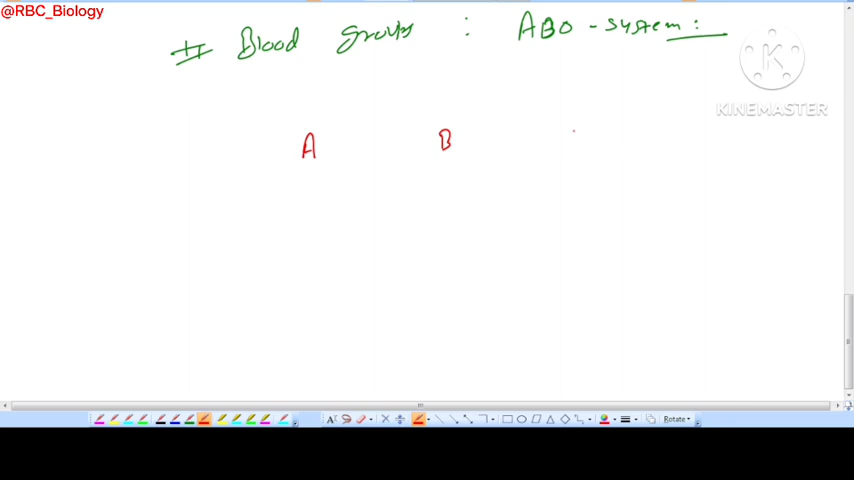 @RBC_Biology
# Blood groups : ABO - system :
KINEMASTER
A B
Rotate